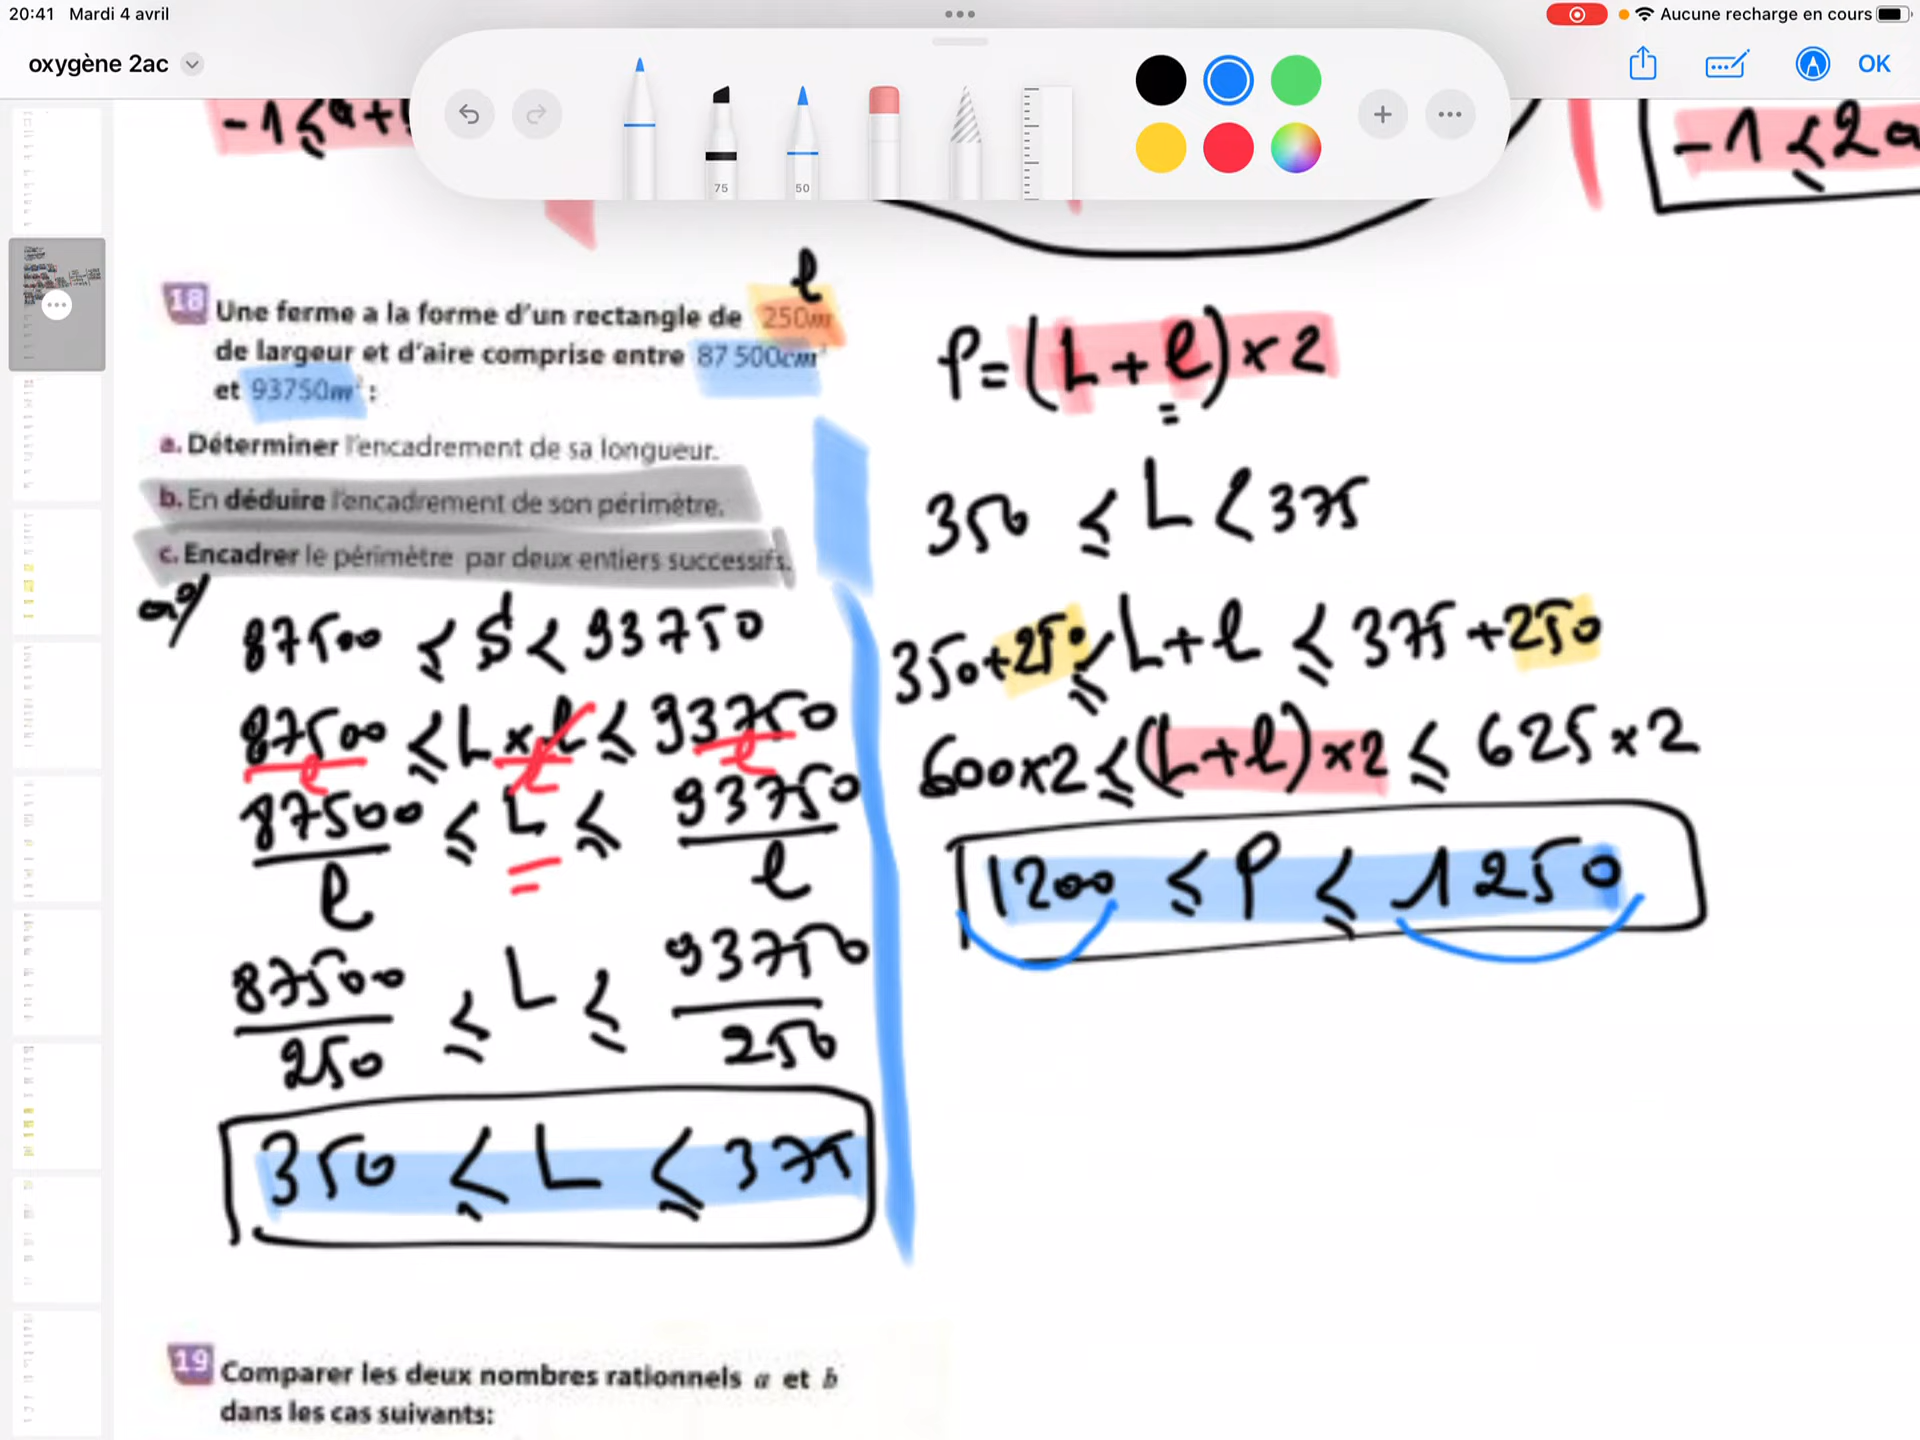 20:41 Mardi 4 avril
Aucune recharge en cours
oxygène 2ac
OK
75
50
-1 ≤ a+
-1 ≤ 2a
l
18 Une ferme a la forme d'un rectangle de 250m
de largeur et d'aire comprise entre 87 500cm²
et 93750m² :
a. Déterminer l'encadrement de sa longueur.
b. En déduire l'encadrement de son périmètre.
c. Encadrer le périmètre par deux entiers successifs.
a°/
87500 ≤ S < 93750
87500/l ≤ L×l/l ≤ 93750/l
87500/l ≤ L ≤ 93750/l
87500/250 ≤ L ≤ 93750/250
350 ≤ L ≤ 375
P = (L+l)×2
350 ≤ L < 375
350+250 ≤ L+l ≤ 375+250
600×2 ≤ (L+l)×2 ≤ 625×2
1200 ≤ P ≤ 1250
19 Comparer les deux nombres rationnels a et b
dans les cas suivants: